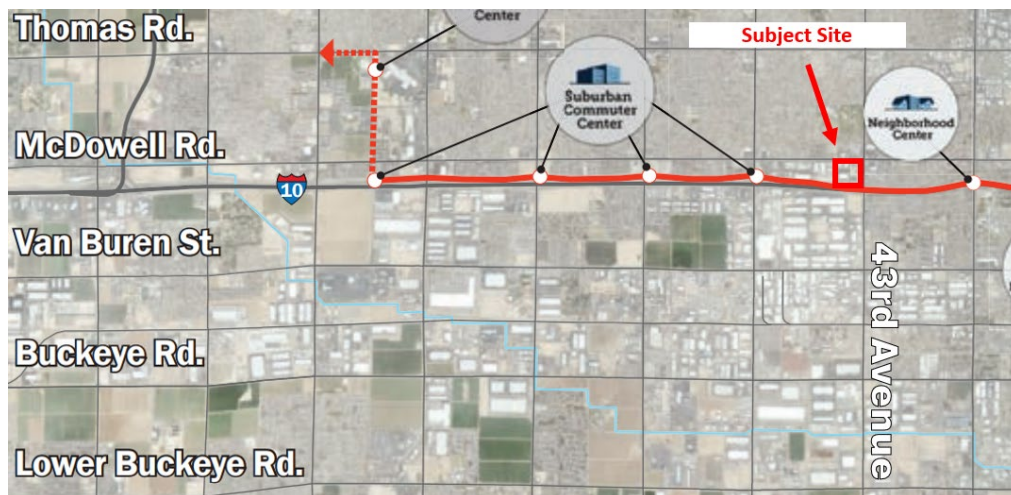 Center
Thomas Rd.
Subject Site
Suburban
Commuter
Center
Neighborhood
Center
McDowell Rd.
10
Van Buren St.
43rd Avenue
Buckeye Rd.
Lower Buckeye Rd.